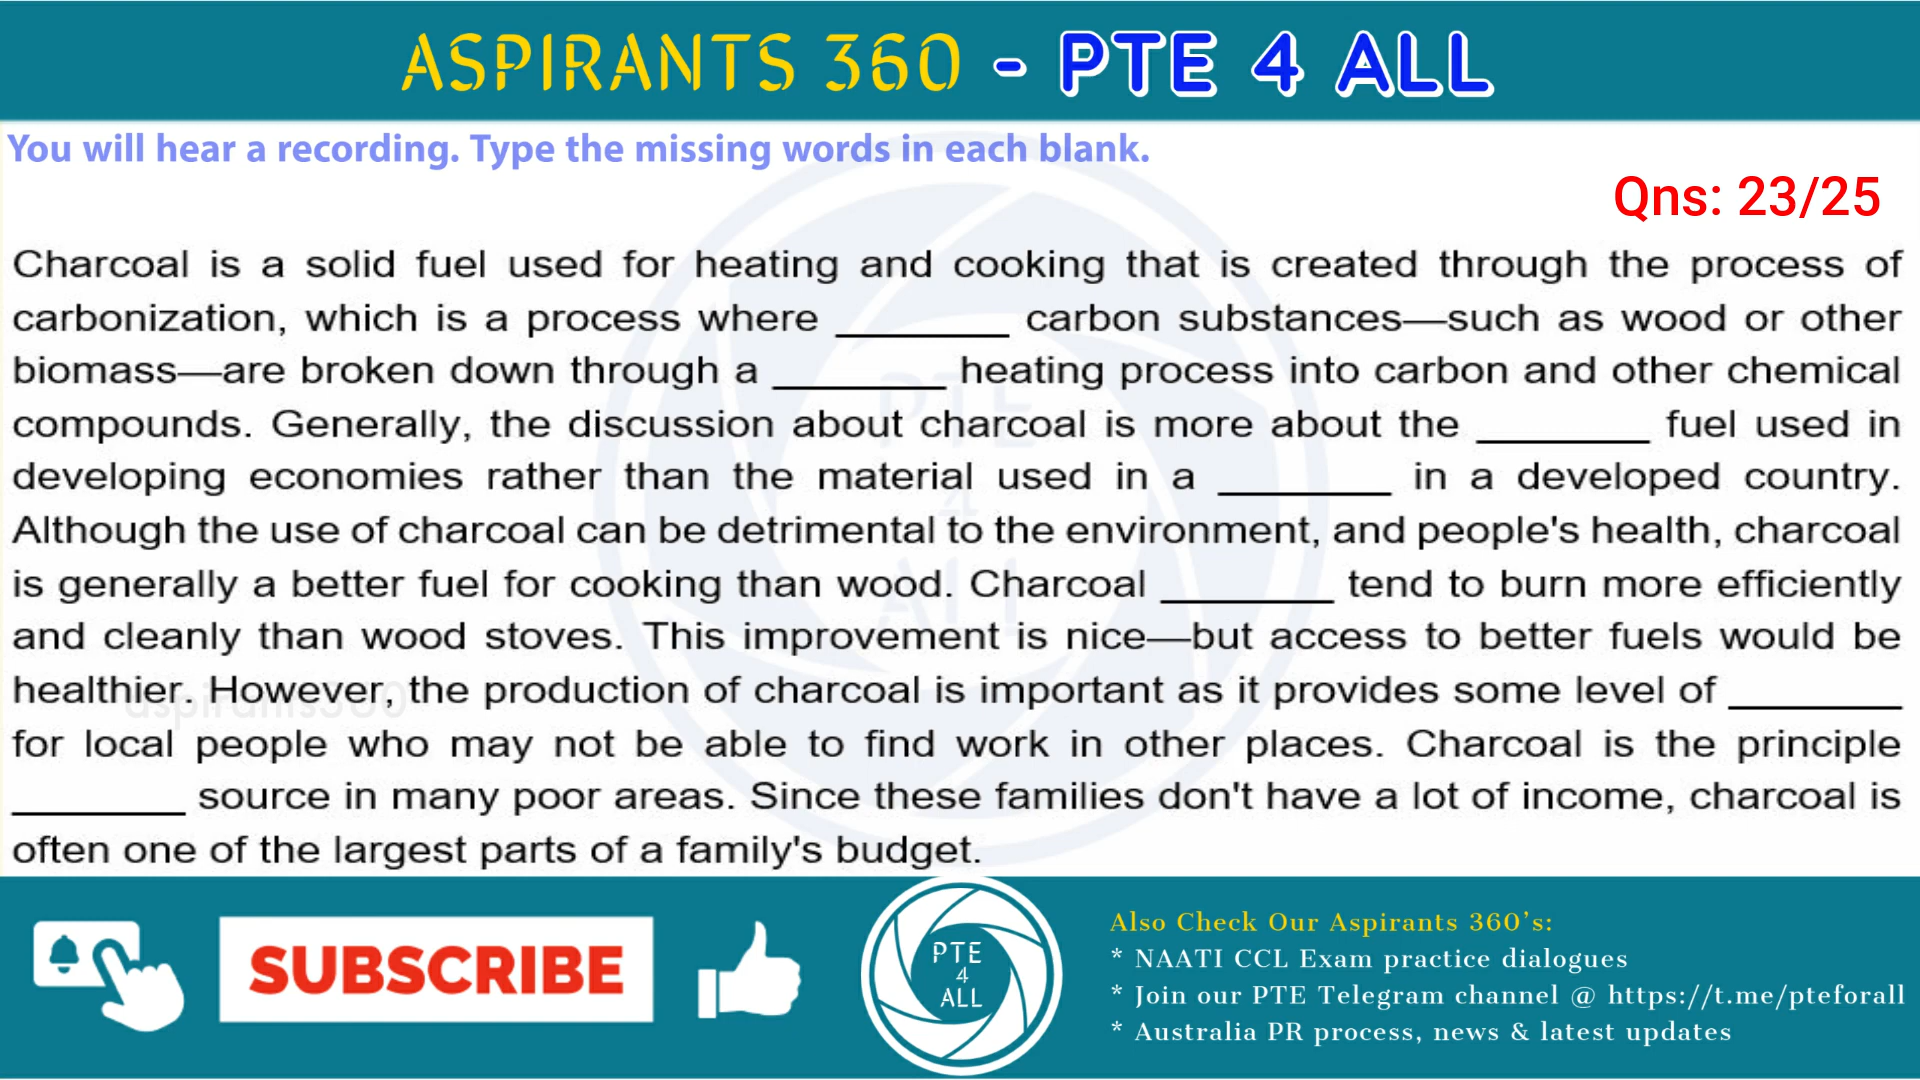 ASPIRANTS 360 - PTE 4 ALL
You will hear a recording. Type the missing words in each blank.
Qns: 23/25
Charcoal is a solid fuel used for heating and cooking that is created through the process of
carbonization, which is a process where ________ carbon substances—such as wood or other
biomass—are broken down through a ________ heating process into carbon and other chemical
compounds. Generally, the discussion about charcoal is more about the ________ fuel used in
developing economies rather than the material used in a ________ in a developed country.
Although the use of charcoal can be detrimental to the environment, and people's health, charcoal
is generally a better fuel for cooking than wood. Charcoal ________ tend to burn more efficiently
and cleanly than wood stoves. This improvement is nice—but access to better fuels would be
healthier. However, the production of charcoal is important as it provides some level of ________
for local people who may not be able to find work in other places. Charcoal is the principle
________ source in many poor areas. Since these families don't have a lot of income, charcoal is
often one of the largest parts of a family's budget.
PTE
4
ALL
aspirants360
SUBSCRIBE
PTE
4
ALL
Also Check Our Aspirants 360's:
* NAATI CCL Exam practice dialogues
* Join our PTE Telegram channel @ https://t.me/pteforall
* Australia PR process, news & latest updates